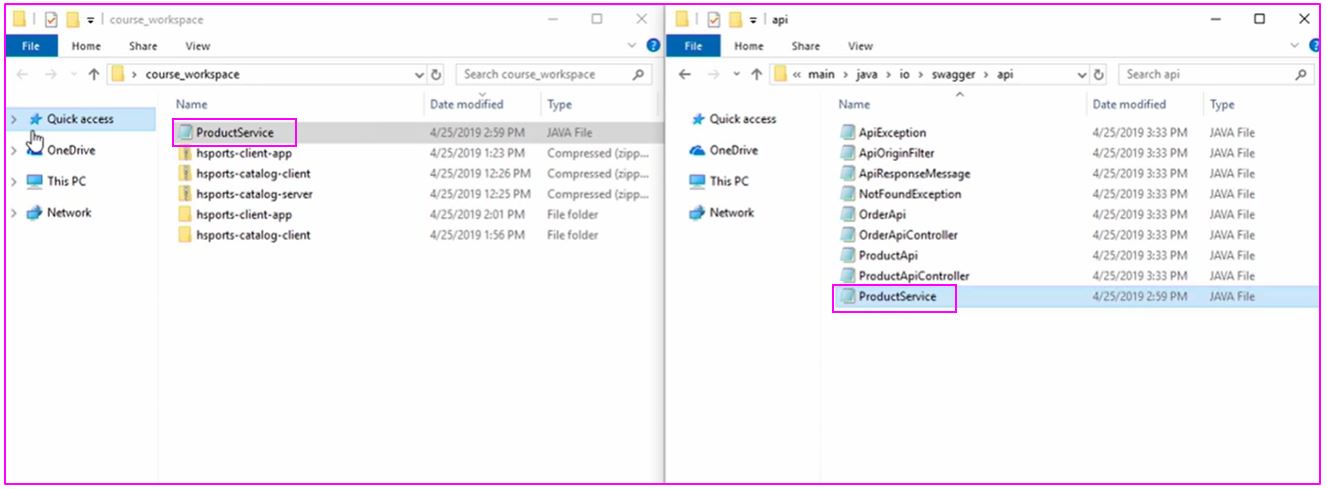 course_workspace
File Home Share View
course_workspace
Search course_workspace
Name Date modified Type
Quick access
OneDrive
This PC
Network
ProductService 4/25/2019 2:59 PM JAVA File
hsports-client-app 4/25/2019 1:23 PM Compressed (zipp...
hsports-catalog-client 4/25/2019 12:26 PM Compressed (zipp...
hsports-catalog-server 4/25/2019 12:25 PM Compressed (zipp...
hsports-client-app 4/25/2019 2:01 PM File folder
hsports-catalog-client 4/25/2019 1:56 PM File folder
api
File Home Share View
« main › java › io › swagger › api
Search api
Name Date modified Type
Quick access
OneDrive
This PC
Network
ApiException 4/25/2019 3:33 PM JAVA File
ApiOriginFilter 4/25/2019 3:33 PM JAVA File
ApiResponseMessage 4/25/2019 3:33 PM JAVA File
NotFoundException 4/25/2019 3:33 PM JAVA File
OrderApi 4/25/2019 3:33 PM JAVA File
OrderApiController 4/25/2019 3:33 PM JAVA File
ProductApi 4/25/2019 3:33 PM JAVA File
ProductApiController 4/25/2019 3:33 PM JAVA File
ProductService 4/25/2019 2:59 PM JAVA File